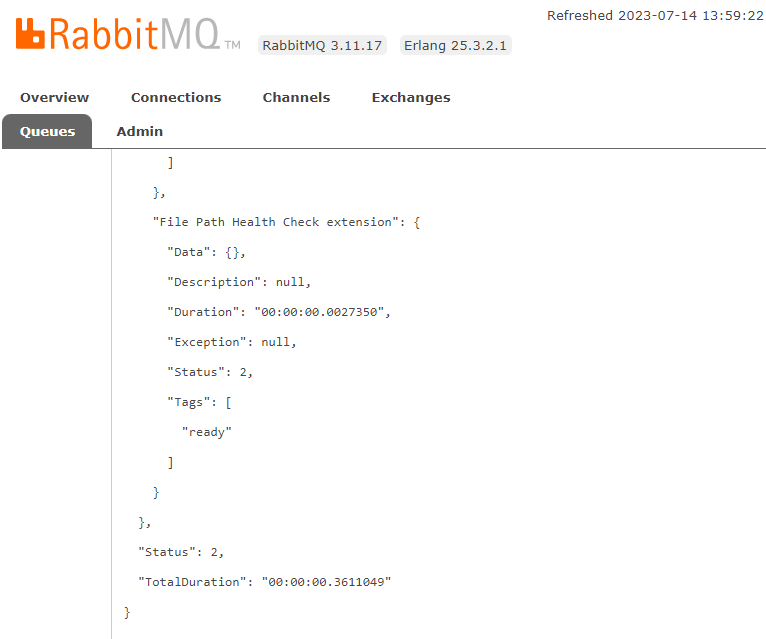 Refreshed 2023-07-14 13:59:22
RabbitMQ TM RabbitMQ 3.11.17 Erlang 25.3.2.1
Overview Connections Channels Exchanges
Queues Admin
]
},
"File Path Health Check extension": {
"Data": {},
"Description": null,
"Duration": "00:00:00.0027350",
"Exception": null,
"Status": 2,
"Tags": [
"ready"
]
}
},
"Status": 2,
"TotalDuration": "00:00:00.3611049"
}